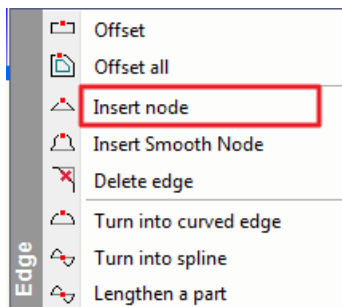 Offset
Offset all
Insert node
Insert Smooth Node
Delete edge
Turn into curved edge
Turn into spline
Lengthen a part
Edge